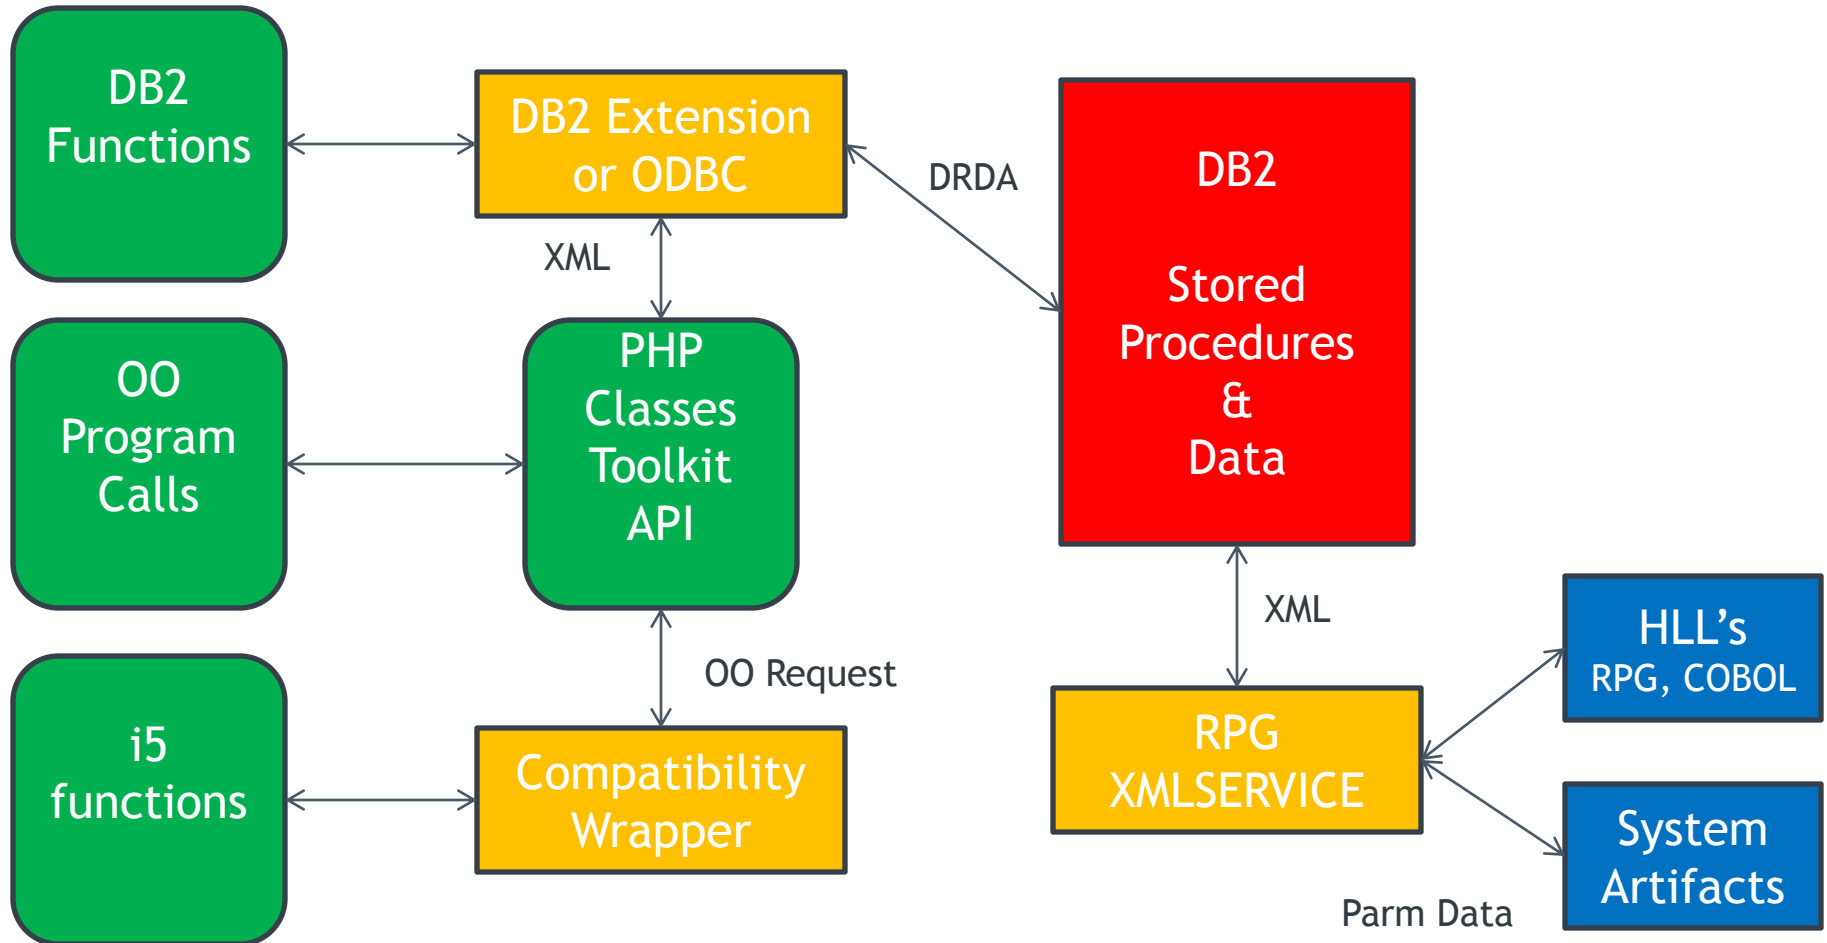 DB2
Functions
DB2 Extension
or ODBC
DRDA
DB2
Stored
Procedures
&
Data
XML
OO
Program
Calls
PHP
Classes
Toolkit
API
XML
HLL’s
RPG, COBOL
OO Request
i5
functions
Compatibility
Wrapper
RPG
XMLSERVICE
System
Artifacts
Parm Data